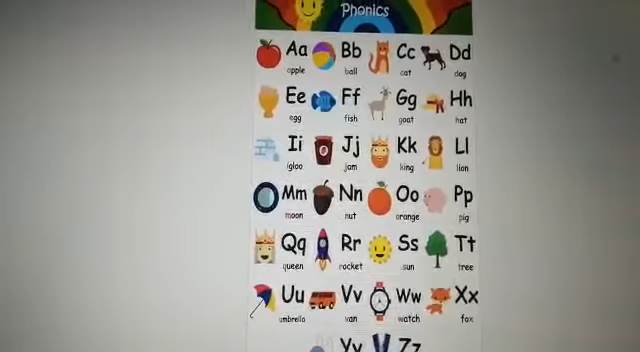 Phonics
Aa Bb Cc Dd
apple ball cat dog
Ee Ff Gg Hh
egg fish goat hat
Ii Jj Kk Ll
igloo jam king lion
Mm Nn Oo Pp
moon nut orange pig
Qq Rr Ss Tt
queen rocket sun tree
Uu Vv Ww Xx
umbrella van watch fox
Yy Zz